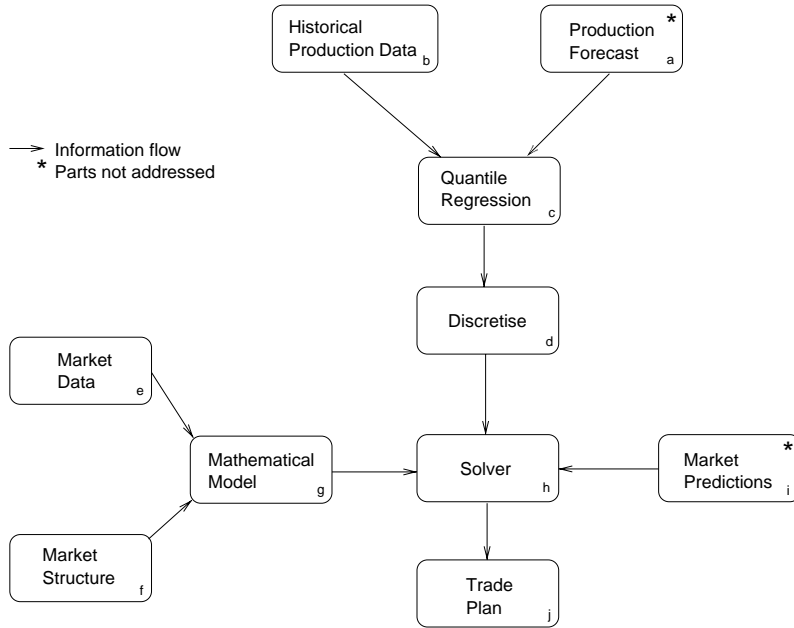 Historical
Production Data
b
*
Production
Forecast
a
Information flow
* Parts not addressed
Quantile
Regression
c
Discretise
d
Market
Data
e
Mathematical
Model
g
Solver
h
*
Market
Predictions
i
Market
Structure
f
Trade
Plan
j